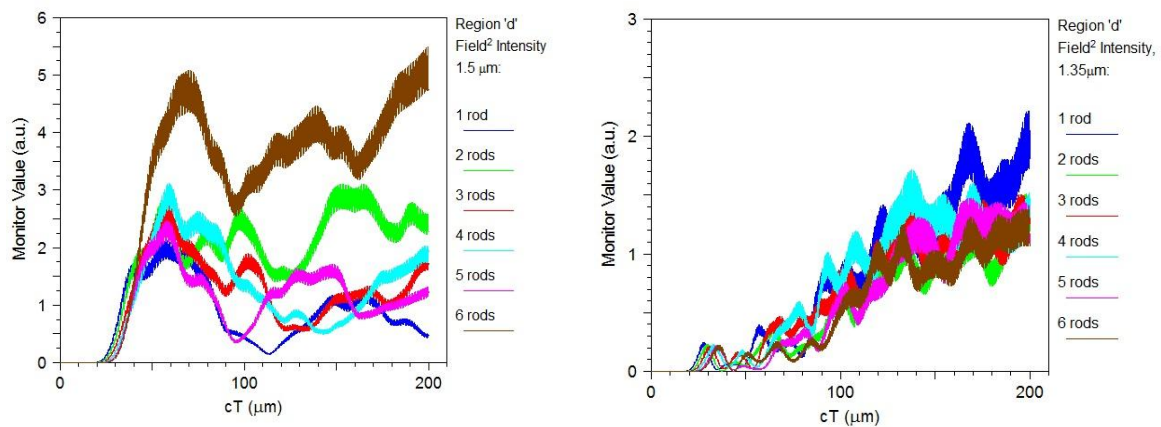 6
5
4
3
2
1
0
0
100
200
Monitor Value (a.u.)
cT (μm)
Region 'd'
Field² Intensity
1.5 μm:
1 rod
2 rods
3 rods
4 rods
5 rods
6 rods
3
2
1
0
0
100
200
Monitor Value (a.u.)
cT (μm)
Region 'd'
Field² Intensity,
1.35μm:
1 rod
2 rods
3 rods
4 rods
5 rods
6 rods